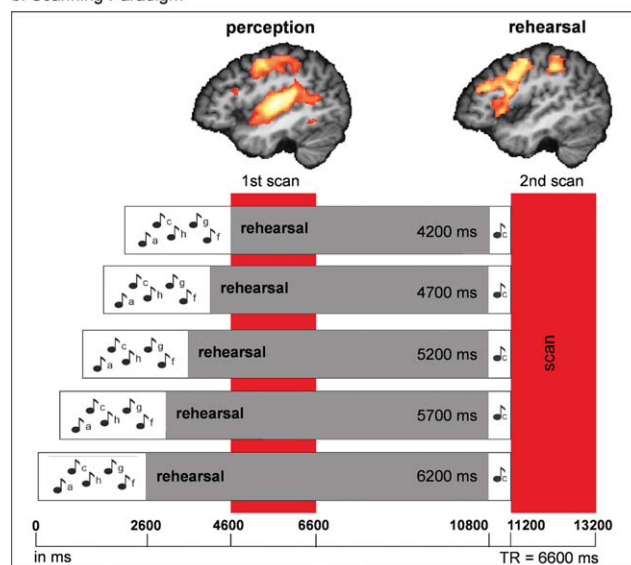 perception rehearsal
1st scan 2nd scan
a c h g f rehearsal 4200 ms c
a c h g f rehearsal 4700 ms c
a c h g f rehearsal 5200 ms c
a c h g f rehearsal 5700 ms c
a c h g f rehearsal 6200 ms c
scan
0 2600 4600 6600 10800 11200 13200
in ms TR = 6600 ms